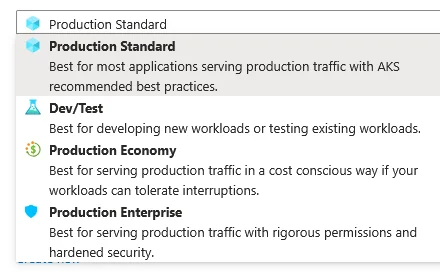 Production Standard
Production Standard
Best for most applications serving production traffic with AKS
recommended best practices.
Dev/Test
Best for developing new workloads or testing existing workloads.
Production Economy
Best for serving production traffic in a cost conscious way if your
workloads can tolerate interruptions.
Production Enterprise
Best for serving production traffic with rigorous permissions and
hardened security.